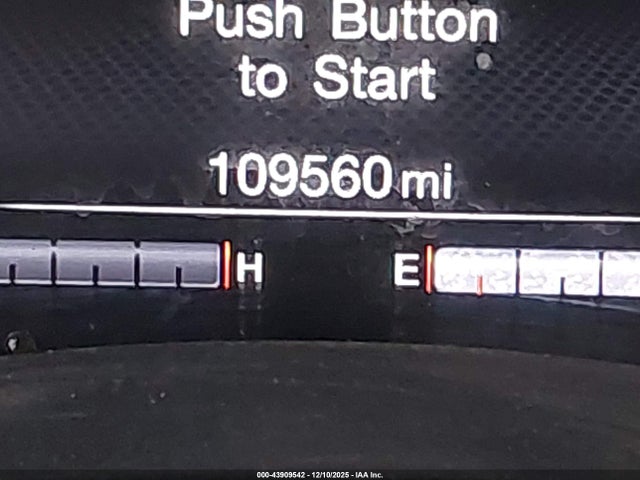 Push Button
to Start
109560 mi
H E
000-43909542 - 12/10/2025 - IAA Inc.